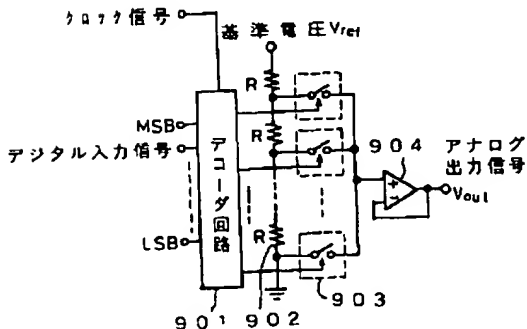 クロック信号
基準電圧Vref
R
MSB
デジタル入力信号
LSB
デコーダ回路
R
R
904
アナログ
出力信号
Vout
901
902
903